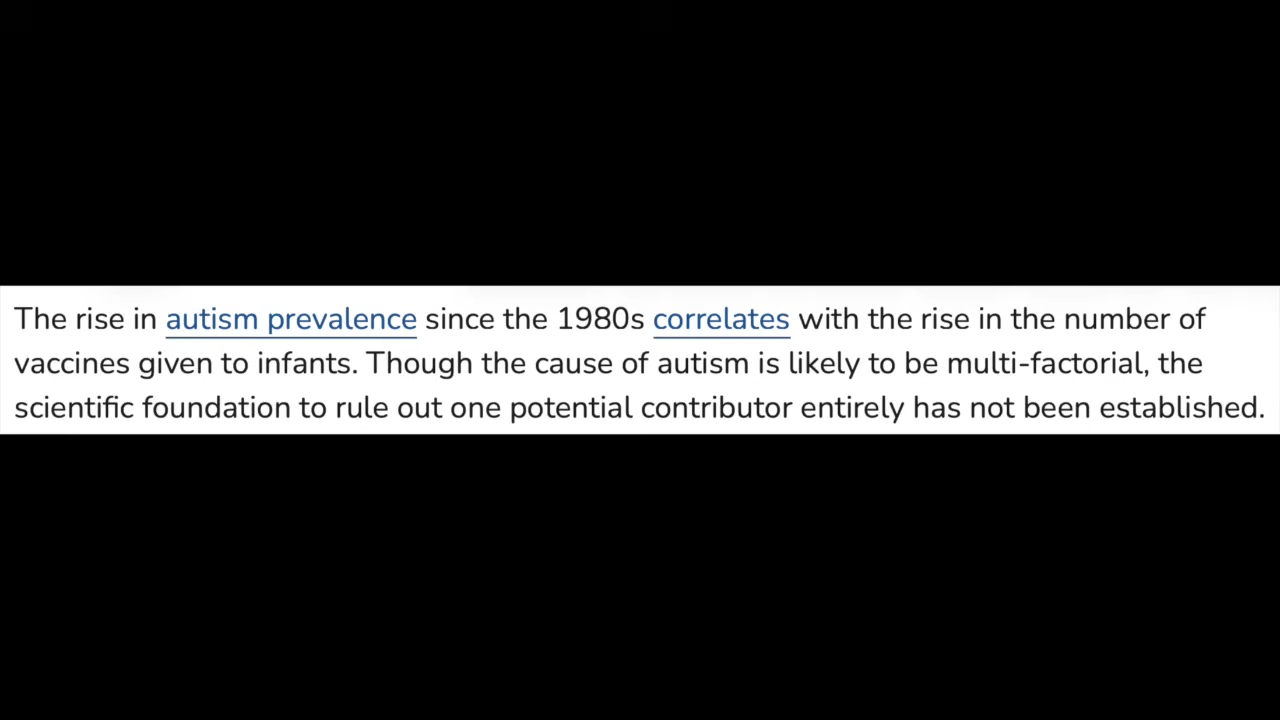 The rise in autism prevalence since the 1980s correlates with the rise in the number of
vaccines given to infants. Though the cause of autism is likely to be multi-factorial, the
scientific foundation to rule out one potential contributor entirely has not been established.